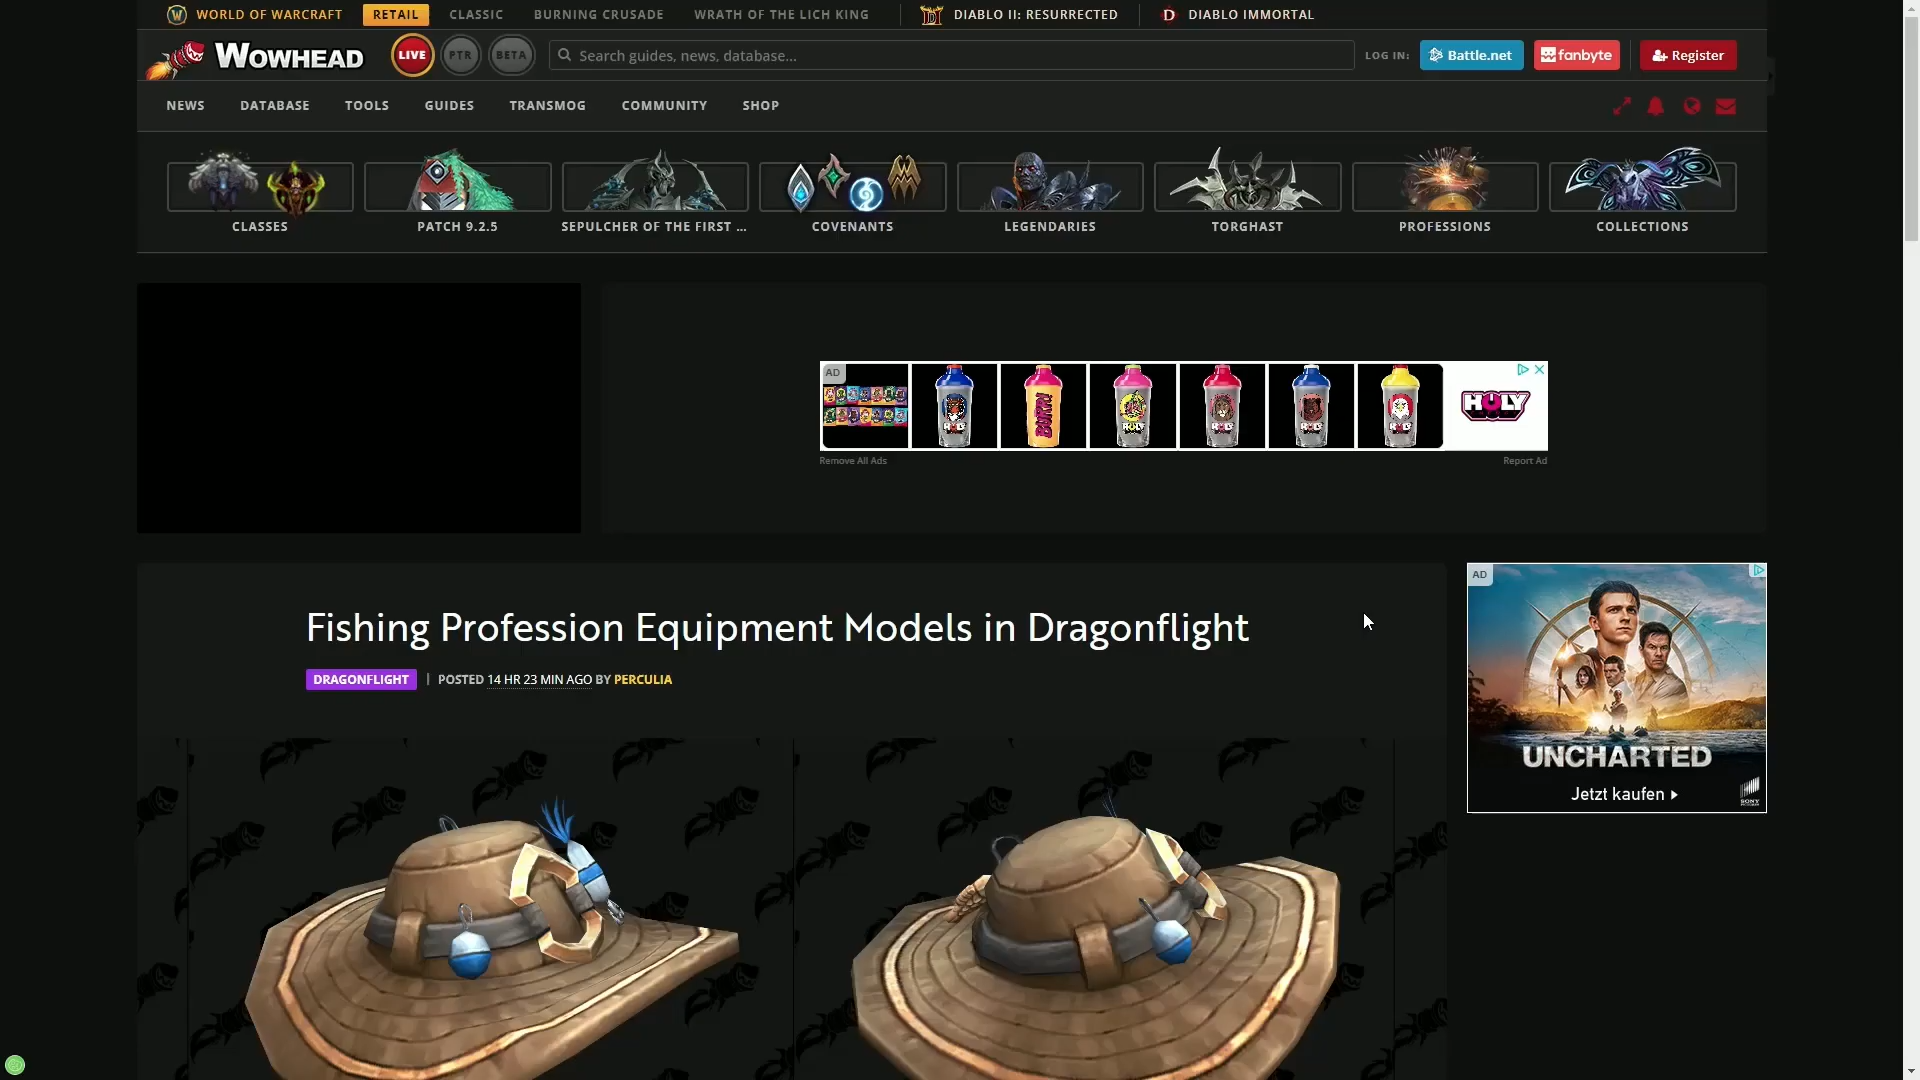 WORLD OF WARCRAFT RETAIL CLASSIC BURNING CRUSADE WRATH OF THE LICH KING DIABLO II: RESURRECTED DIABLO IMMORTAL
WOWHEAD LIVE PTR BETA Search guides, news, database... LOG IN: Battle.net fanbyte Register
NEWS DATABASE TOOLS GUIDES TRANSMOG COMMUNITY SHOP
CLASSES PATCH 9.2.5 SEPULCHER OF THE FIRST ... COVENANTS LEGENDARIES TORGHAST PROFESSIONS COLLECTIONS
AD
BURN!
HOLY
Remove All Ads Report Ad
Fishing Profession Equipment Models in Dragonflight
DRAGONFLIGHT | POSTED 14 HR 23 MIN AGO BY PERCULIA
AD
UNCHARTED
Jetzt kaufen
SONY